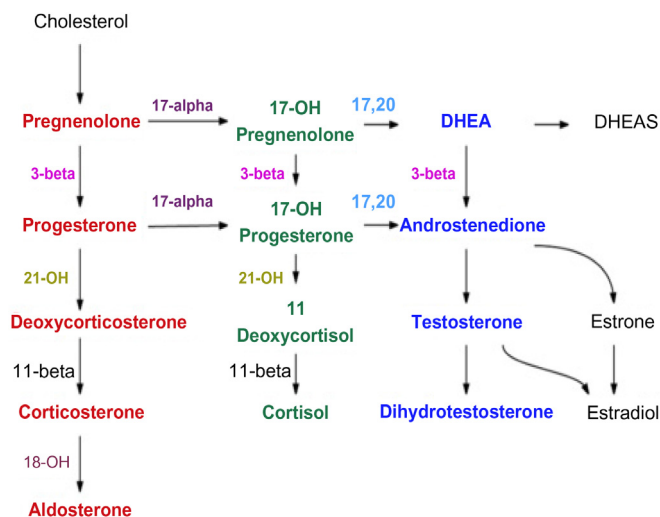 Cholesterol
17-alpha
17-OH
17,20
Pregnenolone
Pregnenolone
DHEA
DHEAS
3-beta
3-beta
3-beta
17-alpha
17-OH
17,20
Progesterone
Progesterone
Androstenedione
21-OH
21-OH
11
Deoxycorticosterone
Deoxycortisol
Testosterone
Estrone
11-beta
11-beta
Corticosterone
Cortisol
Dihydrotestosterone
Estradiol
18-OH
Aldosterone